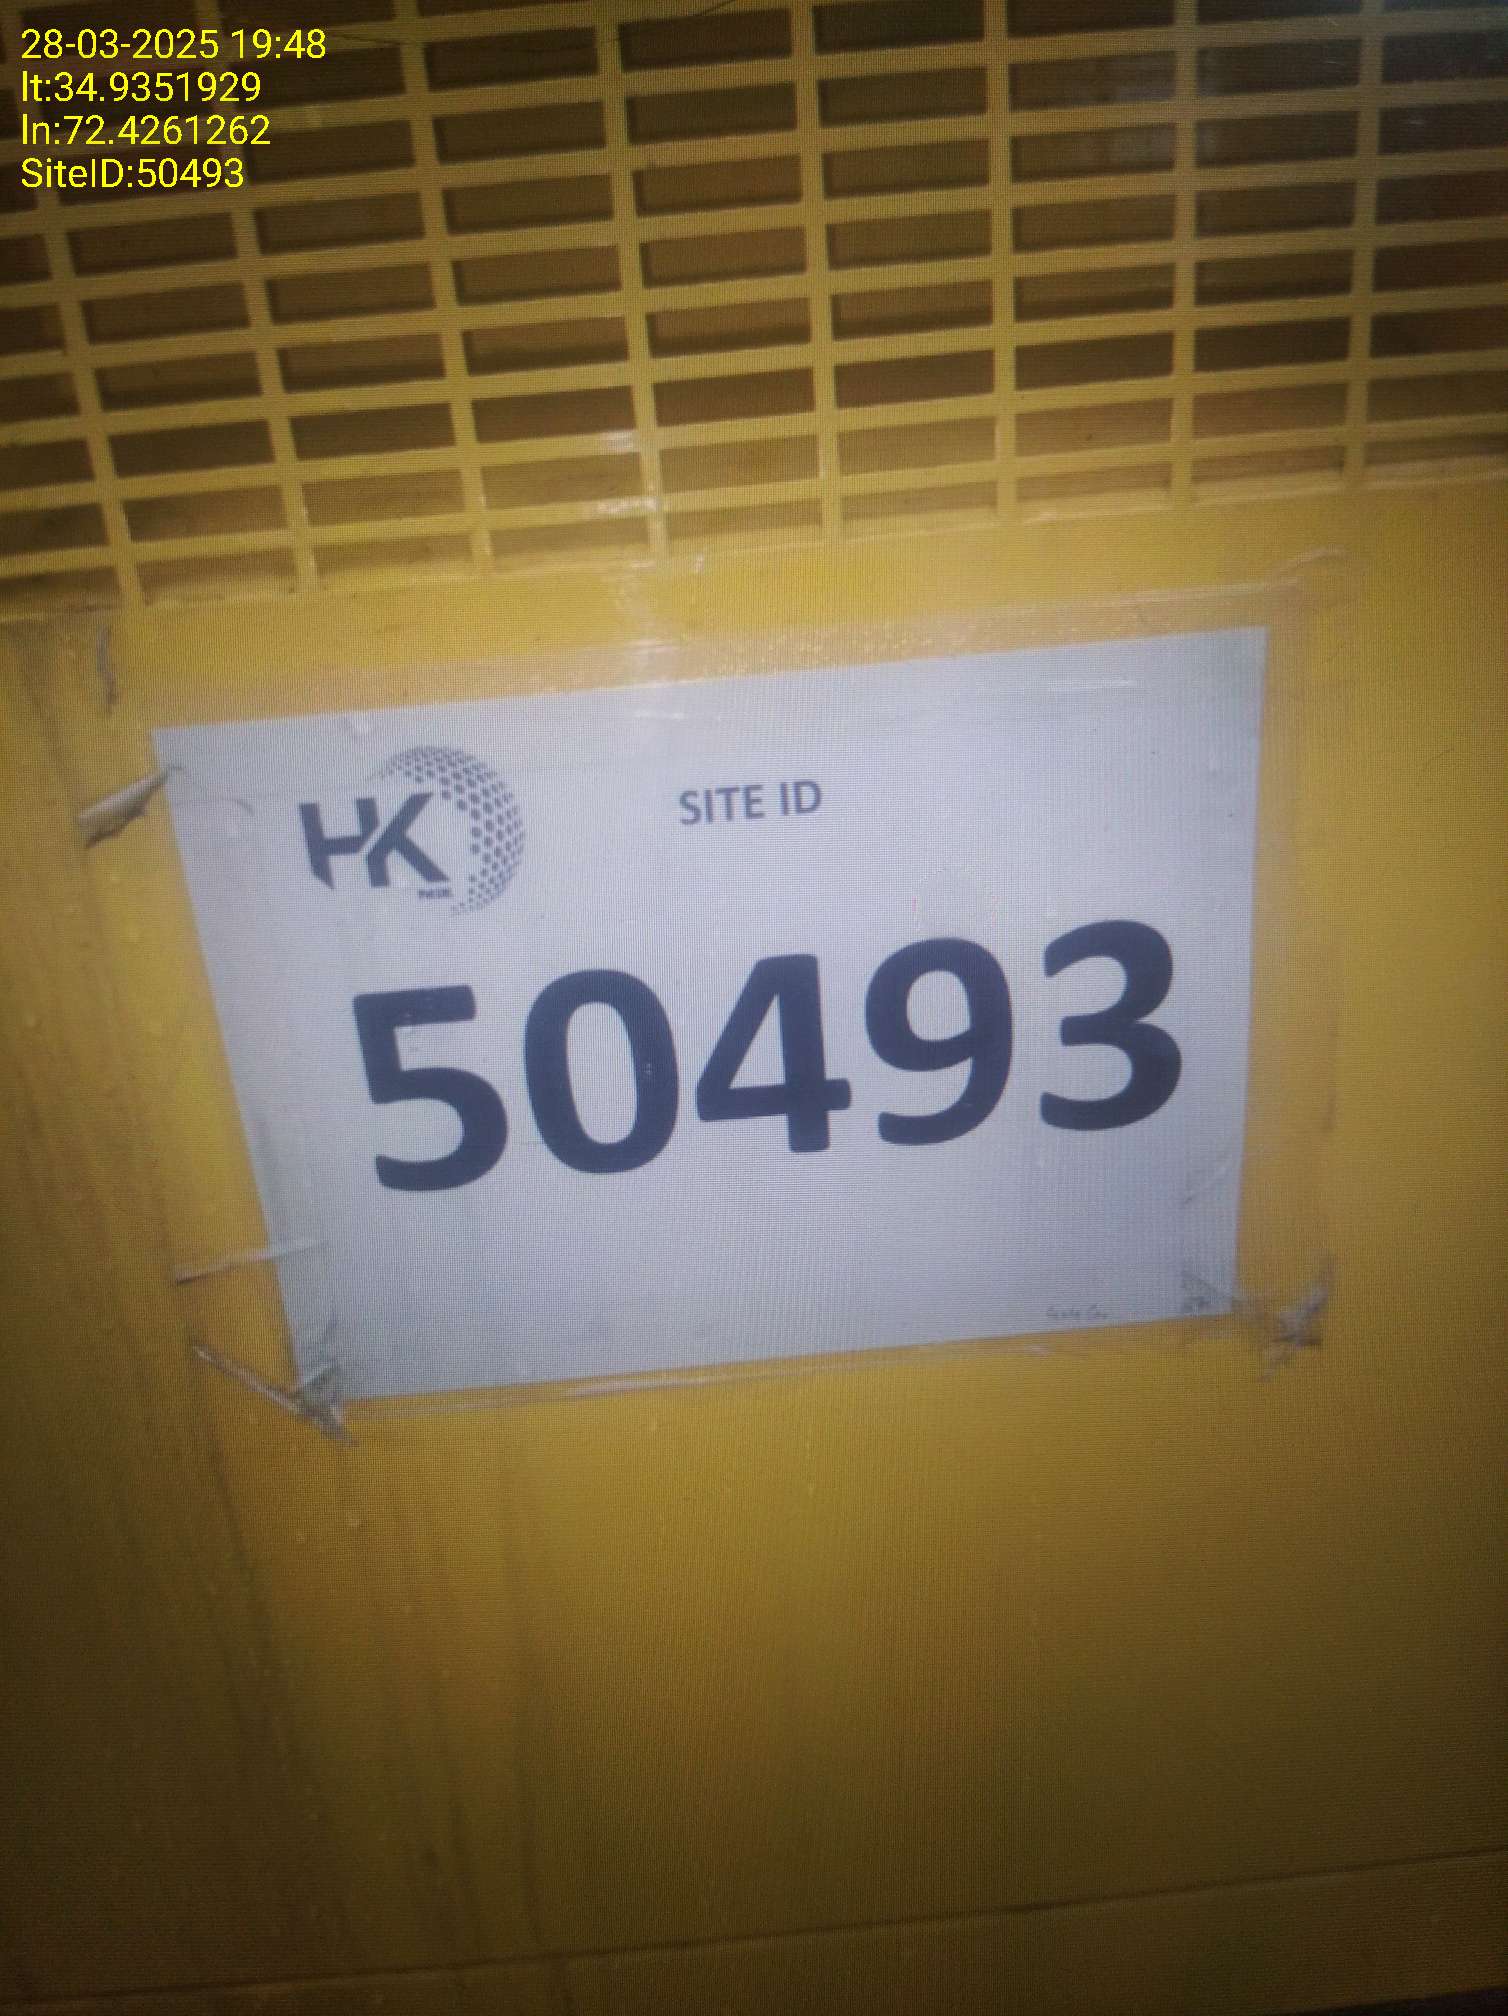 28-03-2025 19:48
lt:34.9351929
ln:72.4261262
SiteID:50493
HK
SITE ID
50493